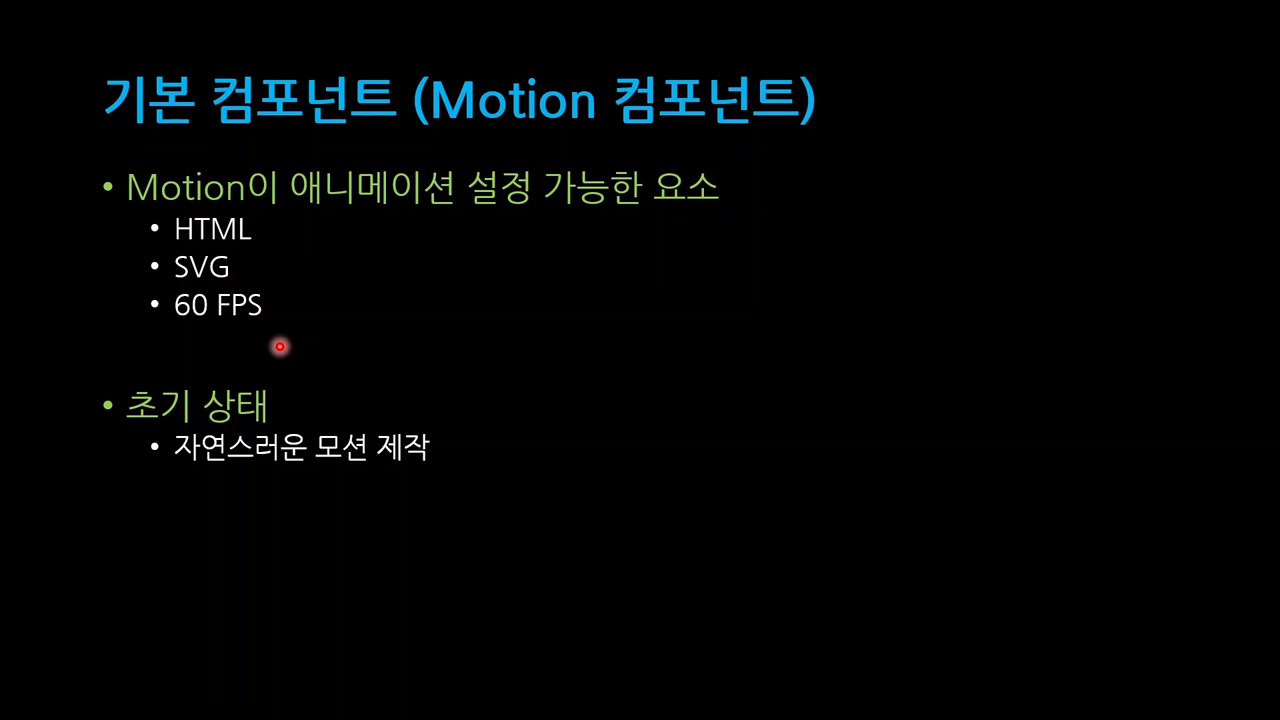 기본 컴포넌트 (Motion 컴포넌트)
• Motion이 애니메이션 설정 가능한 요소
• HTML
• SVG
• 60 FPS
• 초기 상태
• 자연스러운 모션 제작